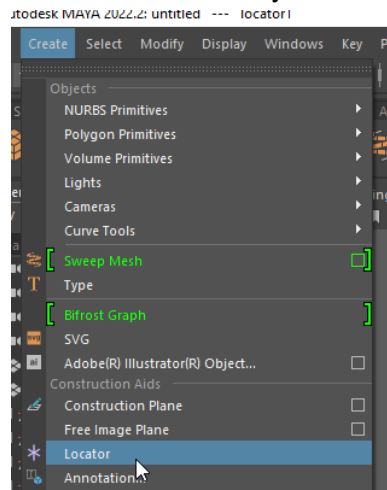 utodesk MAYA 2022.2: untitled --- locator1
Create Select Modify Display Windows Key P
Objects
NURBS Primitives
Polygon Primitives
Volume Primitives
Lights
Cameras
Curve Tools
Sweep Mesh
T Type
Bifrost Graph
SVG
ai Adobe(R) Illustrator(R) Object...
Construction Aids
Construction Plane
Free Image Plane
Locator
Annotation...